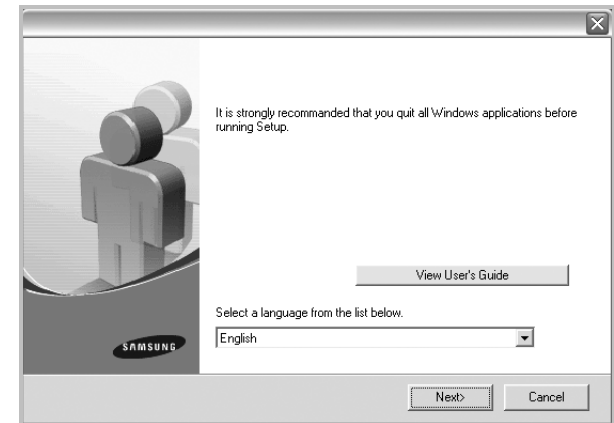 It is strongly recommanded that you quit all Windows applications before
running Setup.
View User's Guide
Select a language from the list below.
English
SAMSUNG
Next>
Cancel